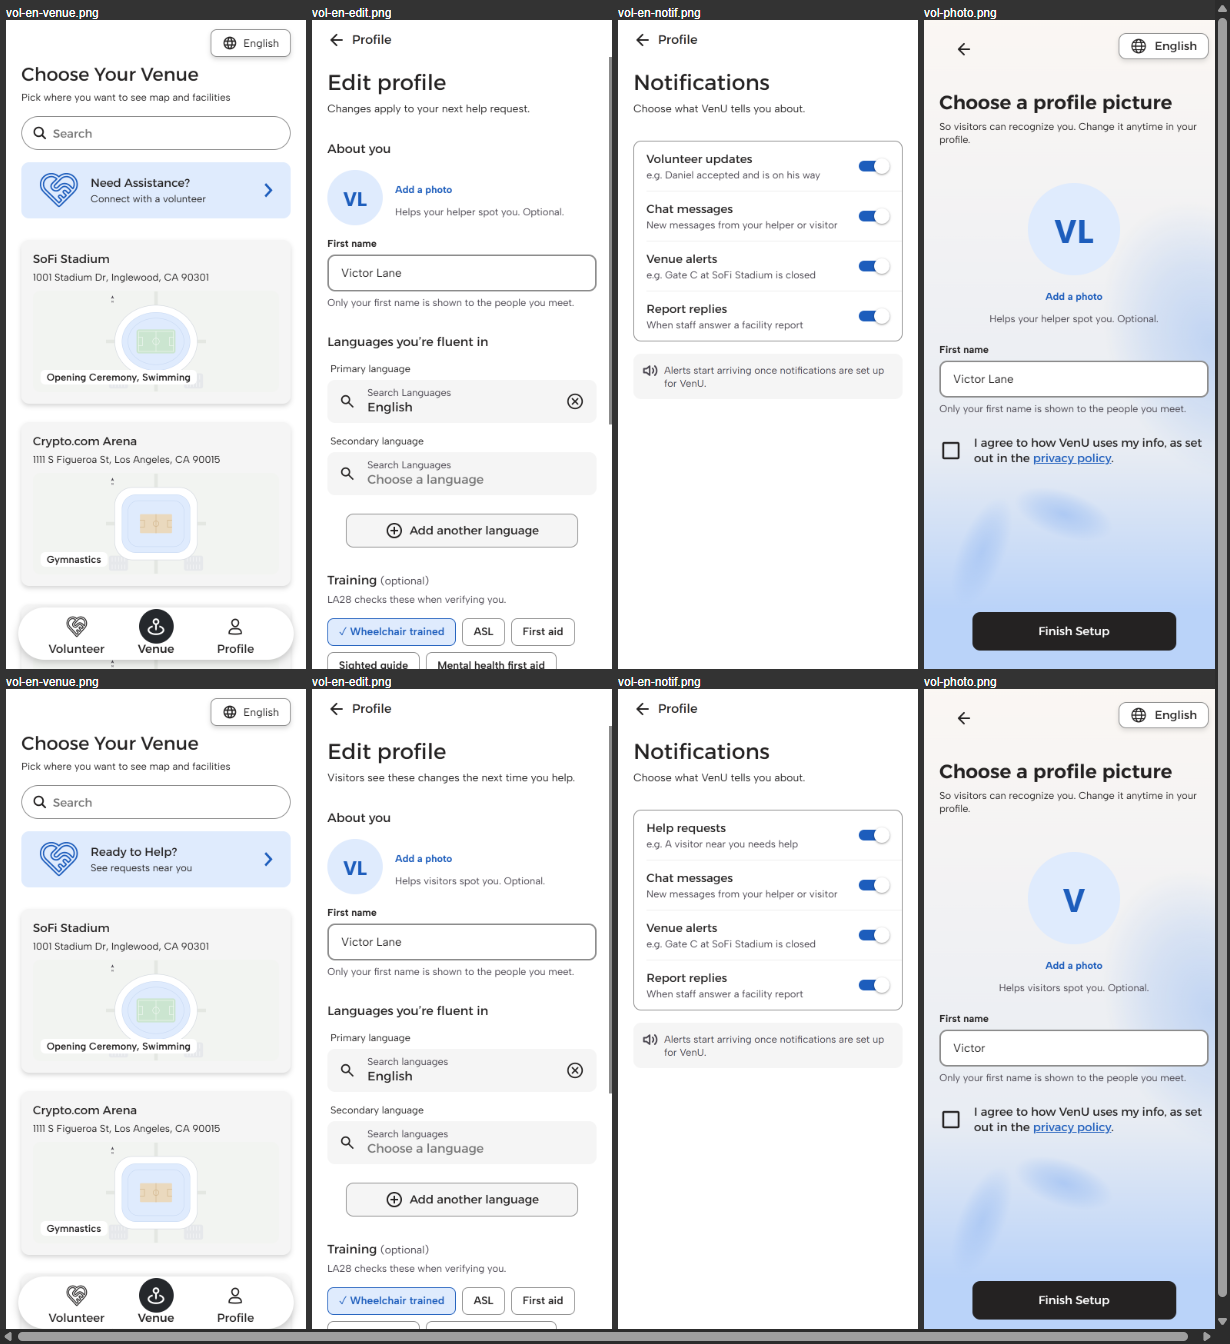 vol-en-venue.png
English
Choose Your Venue
Pick where you want to see map and facilities
Search
Need Assistance?
Connect with a volunteer
SoFi Stadium
1001 Stadium Dr, Inglewood, CA 90301
Opening Ceremony, Swimming
Crypto.com Arena
1111 S Figueroa St, Los Angeles, CA 90015
Gymnastics
Volunteer
Venue
Profile
vol-en-edit.png
Profile
Edit profile
Changes apply to your next help request.
About you
VL
Add a photo
Helps your helper spot you. Optional.
First name
Victor Lane
Only your first name is shown to the people you meet.
Languages you're fluent in
Primary language
Search Languages
English
Secondary language
Search Languages
Choose a language
Add another language
Training (optional)
LA28 checks these when verifying you.
✓ Wheelchair trained
ASL
First aid
Sighted guide
Mental health first aid
vol-en-notif.png
Profile
Notifications
Choose what VenU tells you about.
Volunteer updates
e.g. Daniel accepted and is on his way
Chat messages
New messages from your helper or visitor
Venue alerts
e.g. Gate C at SoFi Stadium is closed
Report replies
When staff answer a facility report
Alerts start arriving once notifications are set up
for VenU.
vol-photo.png
English
Choose a profile picture
So visitors can recognize you. Change it anytime in your
profile.
VL
Add a photo
Helps your helper spot you. Optional.
First name
Victor Lane
Only your first name is shown to the people you meet.
I agree to how VenU uses my info, as set
out in the privacy policy.
Finish Setup
vol-en-venue.png
English
Choose Your Venue
Pick where you want to see map and facilities
Search
Ready to Help?
See requests near you
SoFi Stadium
1001 Stadium Dr, Inglewood, CA 90301
Opening Ceremony, Swimming
Crypto.com Arena
1111 S Figueroa St, Los Angeles, CA 90015
Gymnastics
Volunteer
Venue
Profile
vol-en-edit.png
Profile
Edit profile
Visitors see these changes the next time you help.
About you
VL
Add a photo
Helps visitors spot you. Optional.
First name
Victor Lane
Only your first name is shown to the people you meet.
Languages you're fluent in
Primary language
Search languages
English
Secondary language
Search languages
Choose a language
Add another language
Training (optional)
LA28 checks these when verifying you.
✓ Wheelchair trained
ASL
First aid
vol-en-notif.png
Profile
Notifications
Choose what VenU tells you about.
Help requests
e.g. A visitor near you needs help
Chat messages
New messages from your helper or visitor
Venue alerts
e.g. Gate C at SoFi Stadium is closed
Report replies
When staff answer a facility report
Alerts start arriving once notifications are set up
for VenU.
vol-photo.png
English
Choose a profile picture
So visitors can recognize you. Change it anytime in your
profile.
V
Add a photo
Helps visitors spot you. Optional.
First name
Victor
Only your first name is shown to the people you meet.
I agree to how VenU uses my info, as set
out in the privacy policy.
Finish Setup